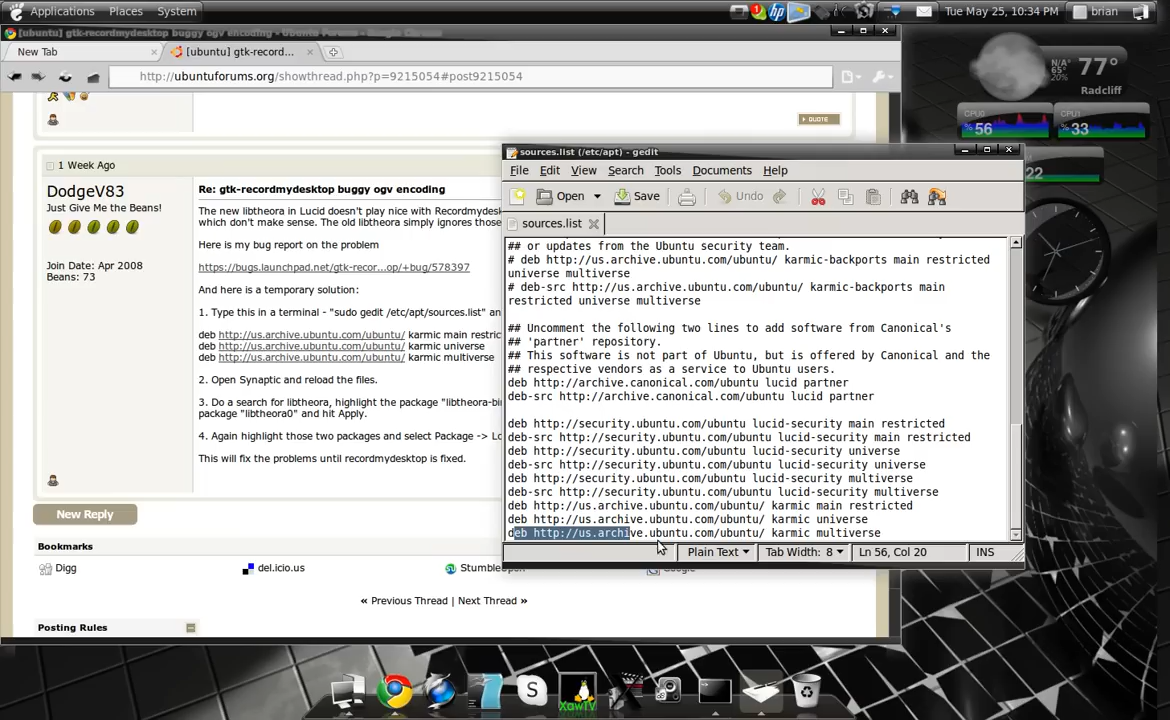 Applications Places System
Tue May 25, 10:34 PM
brian
[ubuntu] gtk-recordmydesktop buggy ogv encoding - Ubuntu Forums - Google Chrome
New Tab
[ubuntu] gtk-record...
http://ubuntuforums.org/showthread.php?p=9215054#post9215054
QUOTE
1 Week Ago
DodgeV83
Just Give Me the Beans!
Join Date: Apr 2008
Beans: 73
Re: gtk-recordmydesktop buggy ogv encoding
The new libtheora in Lucid doesn't play nice with Recordmydesk
which don't make sense. The old libtheora simply ignores those
Here is my bug report on the problem
https://bugs.launchpad.net/gtk-recor...op/+bug/578397
And here is a temporary solution:
1. Type this in a terminal - "sudo gedit /etc/apt/sources.list" an
deb http://us.archive.ubuntu.com/ubuntu/ karmic main restric
deb http://us.archive.ubuntu.com/ubuntu/ karmic universe
deb http://us.archive.ubuntu.com/ubuntu/ karmic multiverse
2. Open Synaptic and reload the files.
3. Do a search for libtheora, highlight the package "libtheora-bin
package "libtheora0" and hit Apply.
4. Again highlight those two packages and select Package -> Lo
This will fix the problems until recordmydesktop is fixed.
New Reply
Bookmarks
Digg
del.icio.us
StumbleUpon
Google
« Previous Thread | Next Thread »
Posting Rules
sources.list (/etc/apt) - gedit
File Edit View Search Tools Documents Help
Open Save Undo
sources.list
## or updates from the Ubuntu security team.
# deb http://us.archive.ubuntu.com/ubuntu/ karmic-backports main restricted
universe multiverse
# deb-src http://us.archive.ubuntu.com/ubuntu/ karmic-backports main
restricted universe multiverse
## Uncomment the following two lines to add software from Canonical's
## 'partner' repository.
## This software is not part of Ubuntu, but is offered by Canonical and the
## respective vendors as a service to Ubuntu users.
deb http://archive.canonical.com/ubuntu lucid partner
deb-src http://archive.canonical.com/ubuntu lucid partner
deb http://security.ubuntu.com/ubuntu lucid-security main restricted
deb-src http://security.ubuntu.com/ubuntu lucid-security main restricted
deb http://security.ubuntu.com/ubuntu lucid-security universe
deb-src http://security.ubuntu.com/ubuntu lucid-security universe
deb http://security.ubuntu.com/ubuntu lucid-security multiverse
deb-src http://security.ubuntu.com/ubuntu lucid-security multiverse
deb http://us.archive.ubuntu.com/ubuntu/ karmic main restricted
deb http://us.archive.ubuntu.com/ubuntu/ karmic universe
deb http://us.archive.ubuntu.com/ubuntu/ karmic multiverse
Plain Text Tab Width: 8 Ln 56, Col 20 INS
N/A°
65°
20%
77°
Radcliff
CPU0
% 56
CPU1
% 33
22
hp
S
XawTV